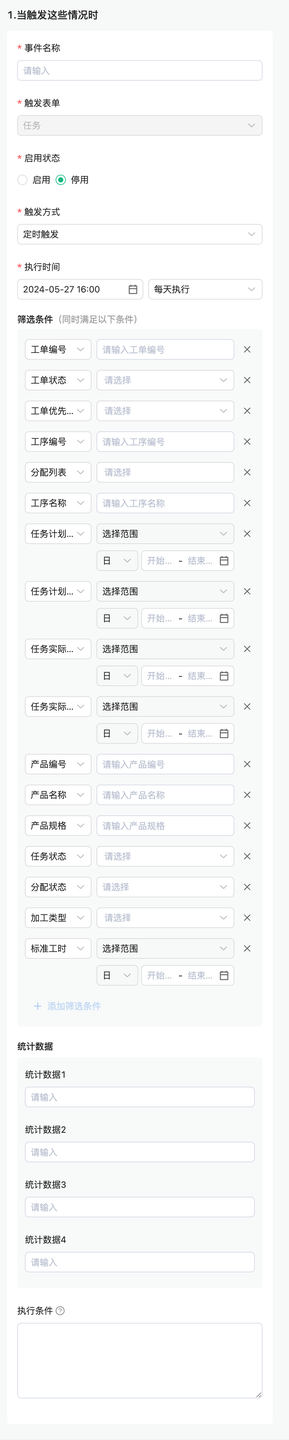 1.当触发这些情况时
* 事件名称
请输入
* 触发表单
任务
* 启用状态
启用 停用
* 触发方式
定时触发
* 执行时间
2024-05-27 16:00 每天执行
筛选条件（同时满足以下条件）
工单编号 请输入工单编号
工单状态 请选择
工单优先... 请选择
工序编号 请输入工序编号
分配列表 请选择
工序名称 请输入工序名称
任务计划... 选择范围
日 开始... - 结束...
任务计划... 选择范围
日 开始... - 结束...
任务实际... 选择范围
日 开始... - 结束...
任务实际... 选择范围
日 开始... - 结束...
产品编号 请输入产品编号
产品名称 请输入产品名称
产品规格 请输入产品规格
任务状态 请选择
分配状态 请选择
加工类型 请选择
标准工时 选择范围
日 开始... - 结束...
+ 添加筛选条件
统计数据
统计数据1
请输入
统计数据2
请输入
统计数据3
请输入
统计数据4
请输入
执行条件 ?